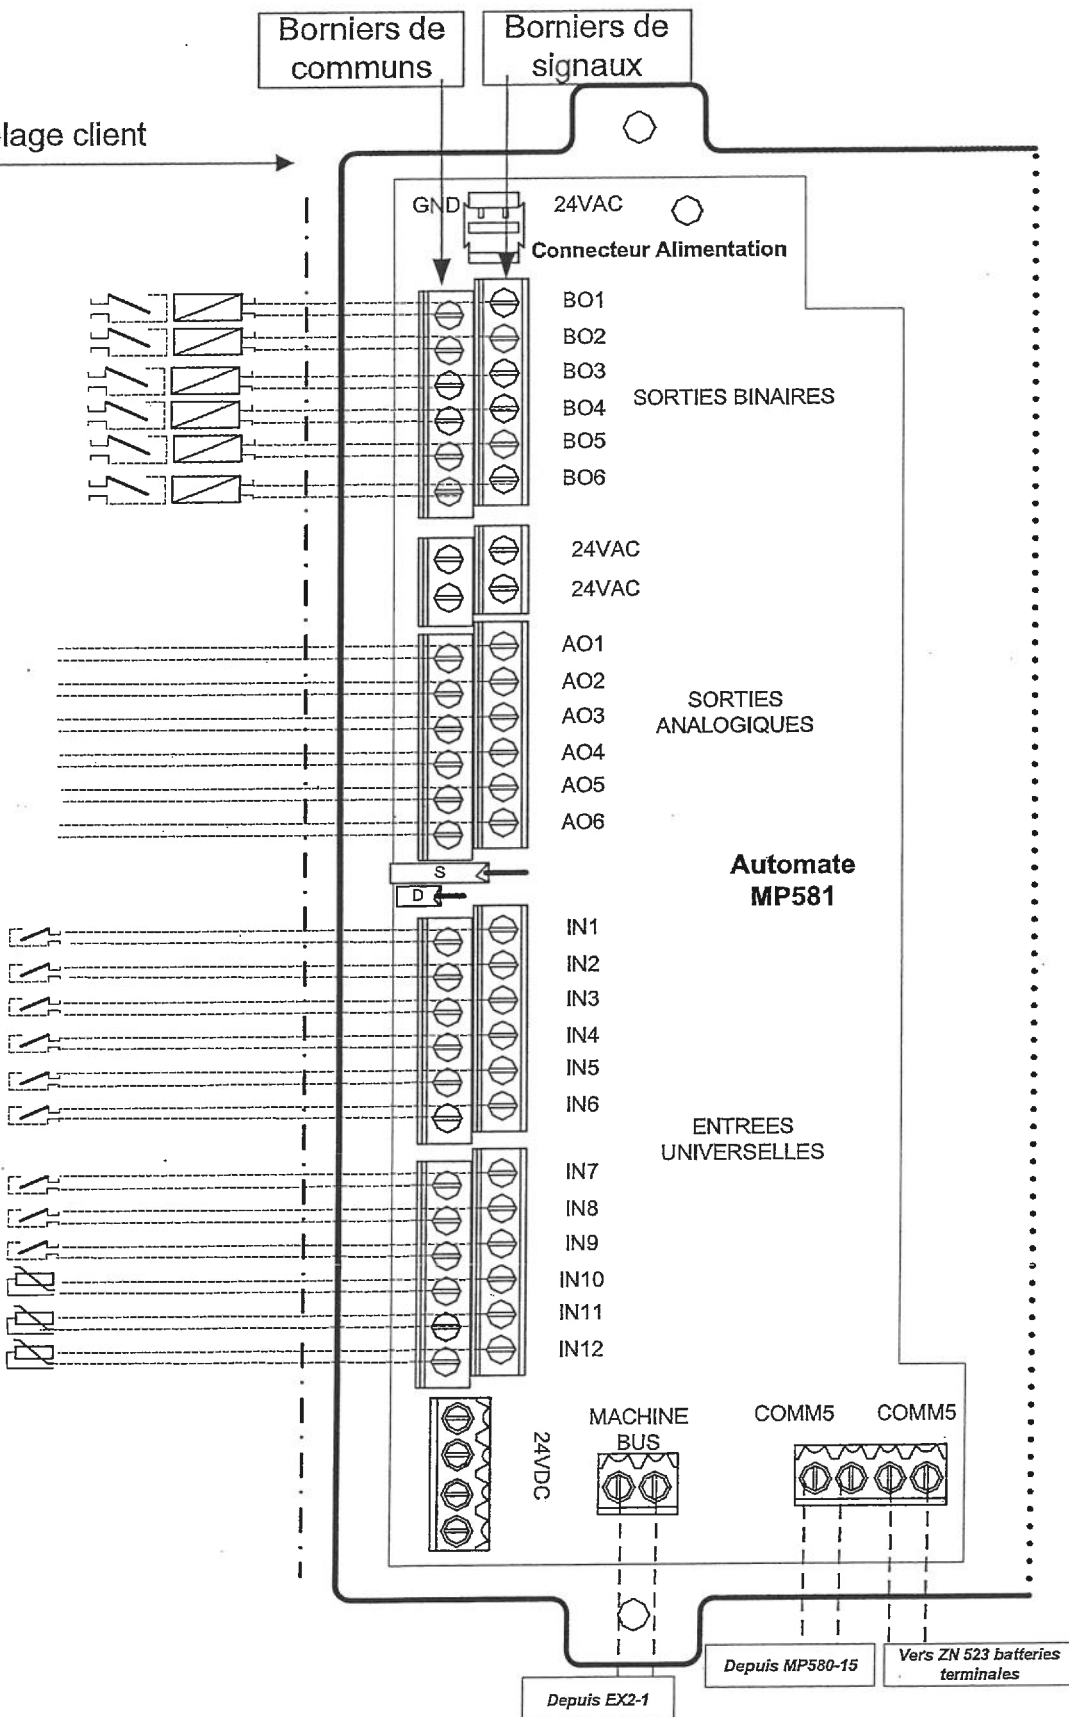 Borniers de
communs
Borniers de
signaux
lage client
GND
24VAC
Connecteur Alimentation
BO1
BO2
BO3
BO4
BO5
BO6
SORTIES BINAIRES
24VAC
24VAC
AO1
AO2
AO3
AO4
AO5
AO6
SORTIES
ANALOGIQUES
S
D
Automate
MP581
IN1
IN2
IN3
IN4
IN5
IN6
ENTREES
UNIVERSELLES
IN7
IN8
IN9
IN10
IN11
IN12
24VDC
MACHINE
BUS
COMM5
COMM5
Depuis EX2-1
Depuis MP580-15
Vers ZN 523 batteries
terminales